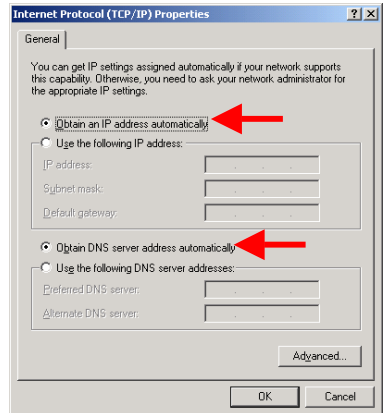 Internet Protocol (TCP/IP) Properties
General
You can get IP settings assigned automatically if your network supports
this capability. Otherwise, you need to ask your network administrator for
the appropriate IP settings.
Obtain an IP address automatically
Use the following IP address:
IP address:
Subnet mask:
Default gateway:
Obtain DNS server address automatically
Use the following DNS server addresses:
Preferred DNS server:
Alternate DNS server:
Advanced...
OK Cancel